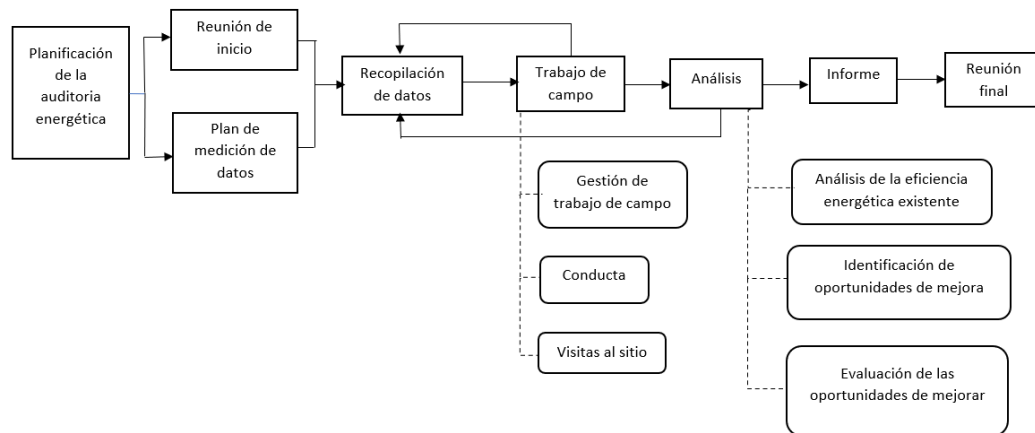 Planificación
de la
auditoria
energética
Reunión de
inicio
Plan de
medición de
datos
Recopilación
de datos
Trabajo de
campo
Análisis
Informe
Reunión
final
Gestión de
trabajo de campo
Conducta
Visitas al sitio
Análisis de la eficiencia
energética existente
Identificación de
oportunidades de mejora
Evaluación de las
oportunidades de mejorar